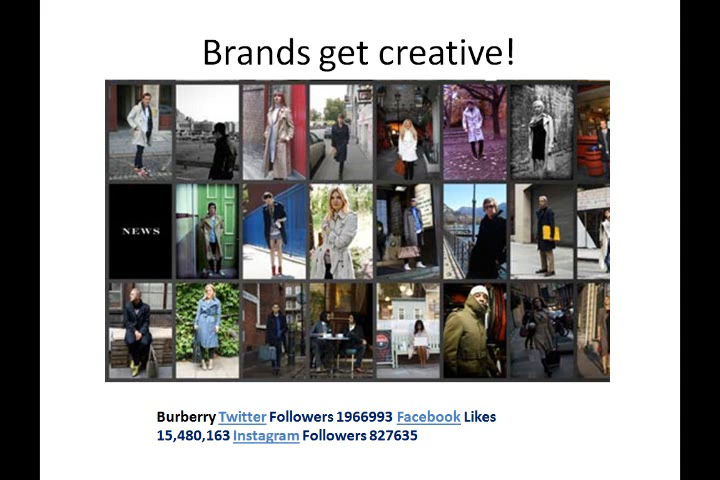 Brands get creative!
NEWS
Burberry Twitter Followers 1966993 Facebook Likes
15,480,163 Instagram Followers 827635